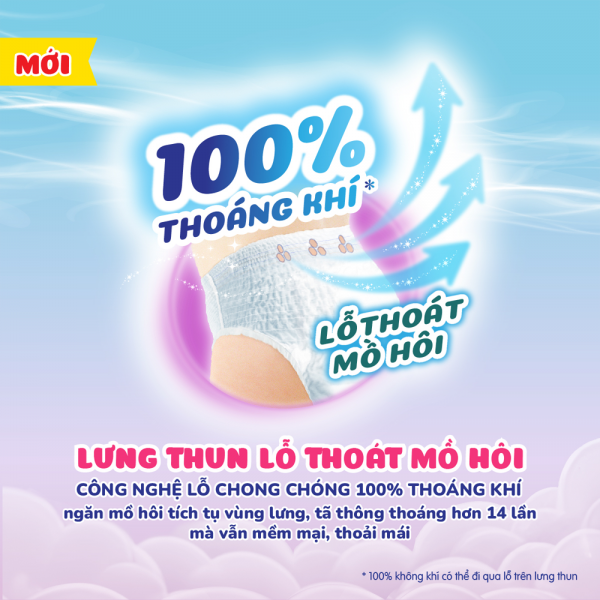 MỚI
100%
THOÁNG KHÍ*
LỖ THOÁT
MỒ HÔI
LƯNG THUN LỖ THOÁT MỒ HÔI
CÔNG NGHỆ LỖ CHONG CHÓNG 100% THOÁNG KHÍ
ngăn mồ hôi tích tụ vùng lưng, tã thông thoáng hơn 14 lần
mà vẫn mềm mại, thoải mái
* 100% không khí có thể đi qua lỗ trên lưng thun